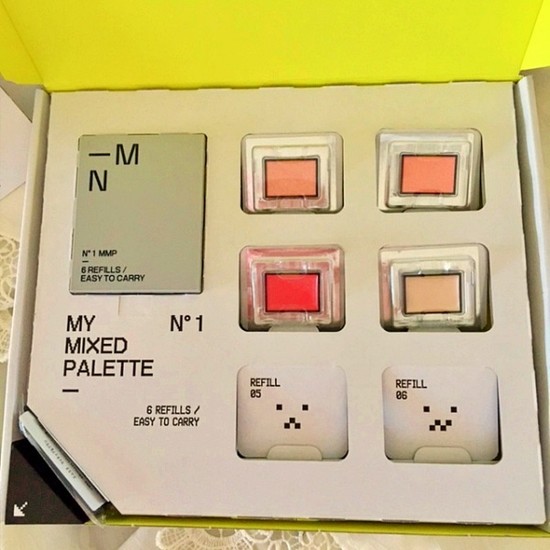 —M
N
N°1 MMP
—
6 REFILLS /
EASY TO CARRY
MY N°1
MIXED
PALETTE
—
6 REFILLS /
EASY TO CARRY
REFILL
05
REFILL
06